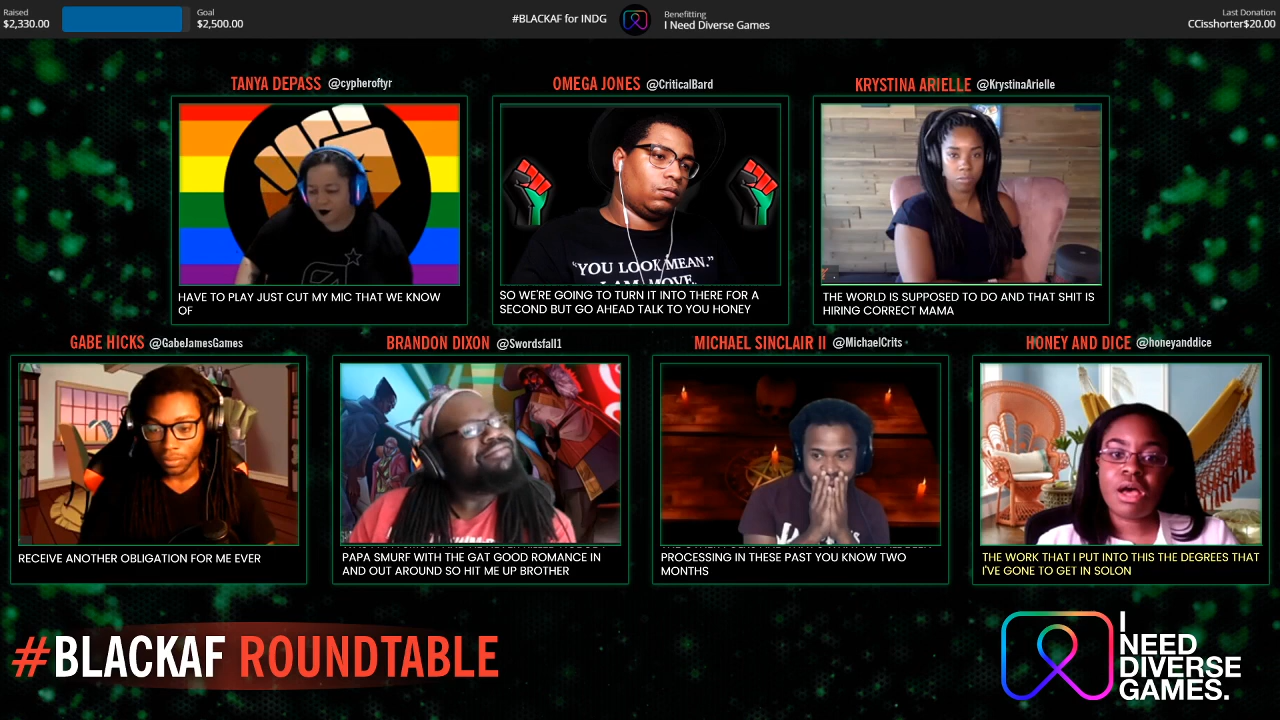 Raised
$2,330.00
Goal
$2,500.00
#BLACKAF for INDG
Benefitting
I Need Diverse Games
Last Donation
CCisshorter$20.00
TANYA DEPASS @cypheroftyr
OMEGA JONES @CriticalBard
KRYSTINA ARIELLE @KrystinaArielle
"YOU LOOK MEAN."
I AM MOVE
HAVE TO PLAY JUST CUT MY MIC THAT WE KNOW
OF
SO WE'RE GOING TO TURN IT INTO THERE FOR A
SECOND BUT GO AHEAD TALK TO YOU HONEY
THE WORLD IS SUPPOSED TO DO AND THAT SHIT IS
HIRING CORRECT MAMA
GABE HICKS @GabeJamesGames
BRANDON DIXON @Swordsfall1
MICHAEL SINCLAIR II @MichaelCrits
HONEY AND DICE @honeyanddice
RECEIVE ANOTHER OBLIGATION FOR ME EVER
PAPA SMURF WITH THE GAT GOOD ROMANCE IN
AND OUT AROUND SO HIT ME UP BROTHER
PROCESSING IN THESE PAST YOU KNOW TWO
MONTHS
THE WORK THAT I PUT INTO THIS THE DEGREES THAT
I'VE GONE TO GET IN SOLON
#BLACKAF ROUNDTABLE
I
NEED
DIVERSE
GAMES.